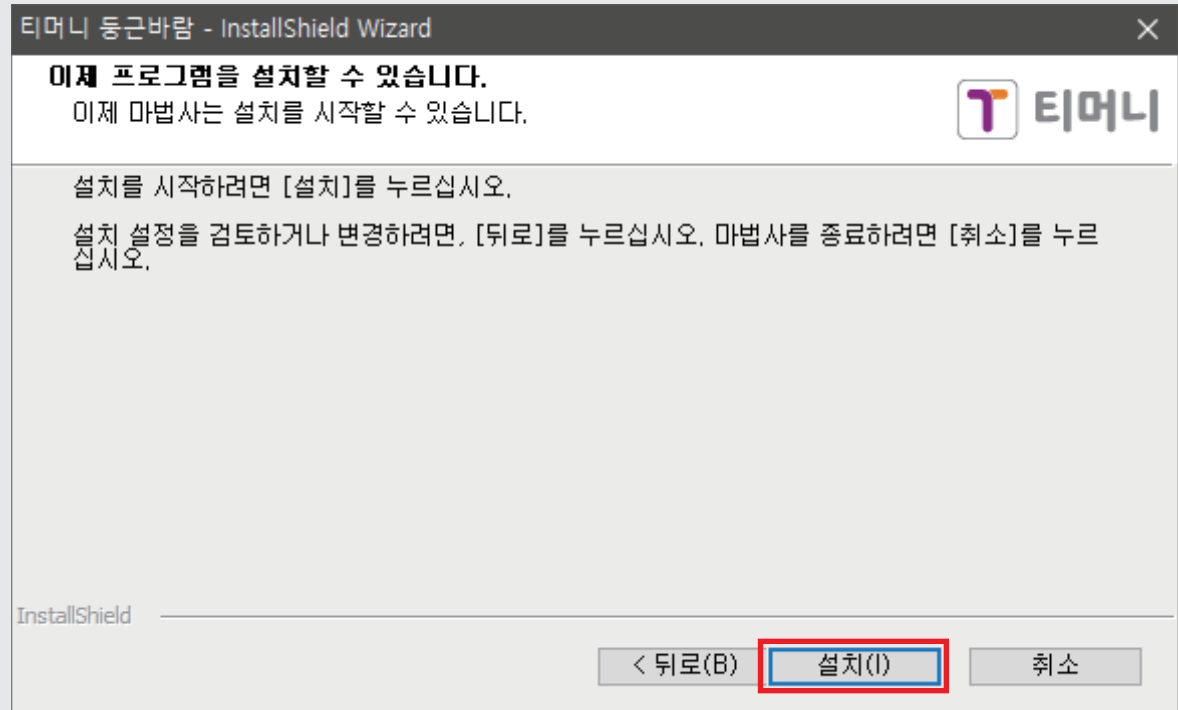 티머니 둥근바람 - InstallShield Wizard
이제 프로그램을 설치할 수 있습니다.
이제 마법사는 설치를 시작할 수 있습니다.
티머니
설치를 시작하려면 [설치]를 누르십시오.
설치 설정을 검토하거나 변경하려면, [뒤로]를 누르십시오. 마법사를 종료하려면 [취소]를 누르
십시오.
InstallShield
< 뒤로(B) 설치(I) 취소